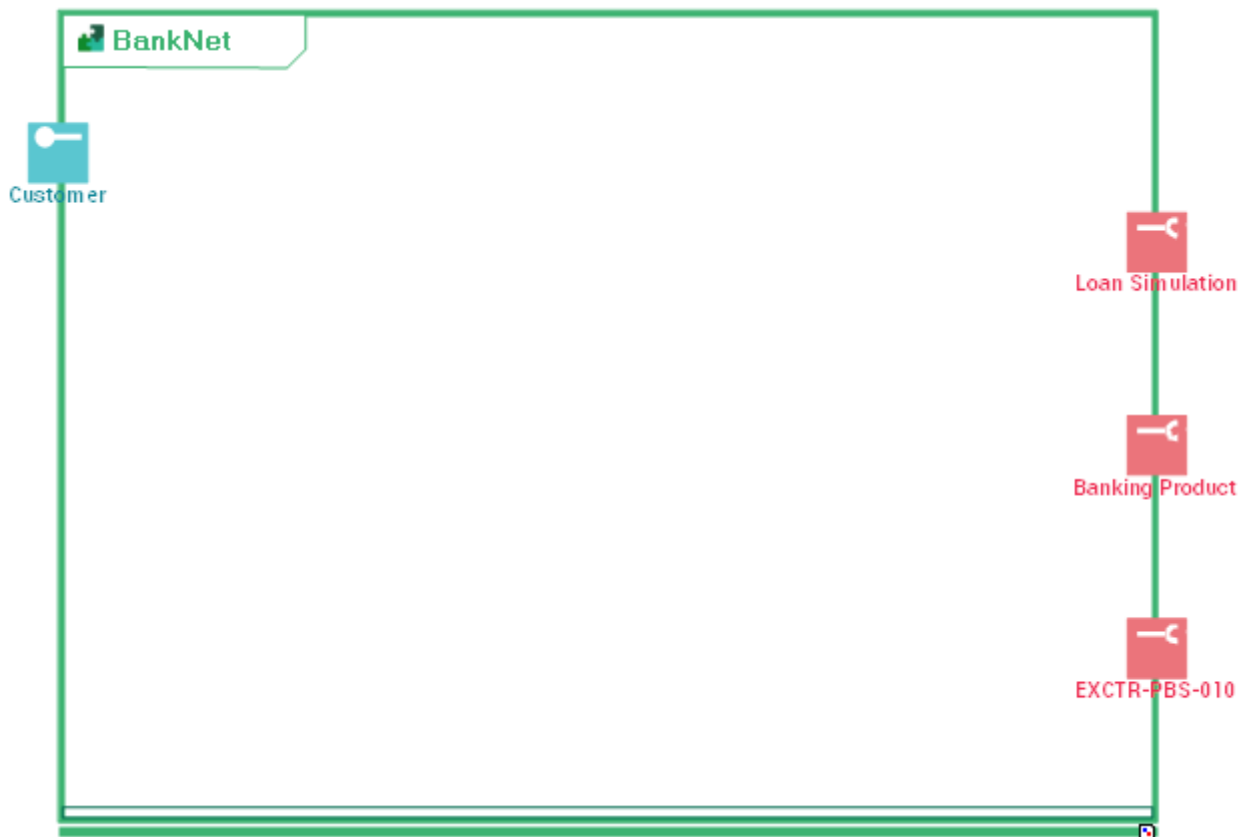 BankNet
Customer
Loan Simulation
Banking Product
EXCTR-PBS-010